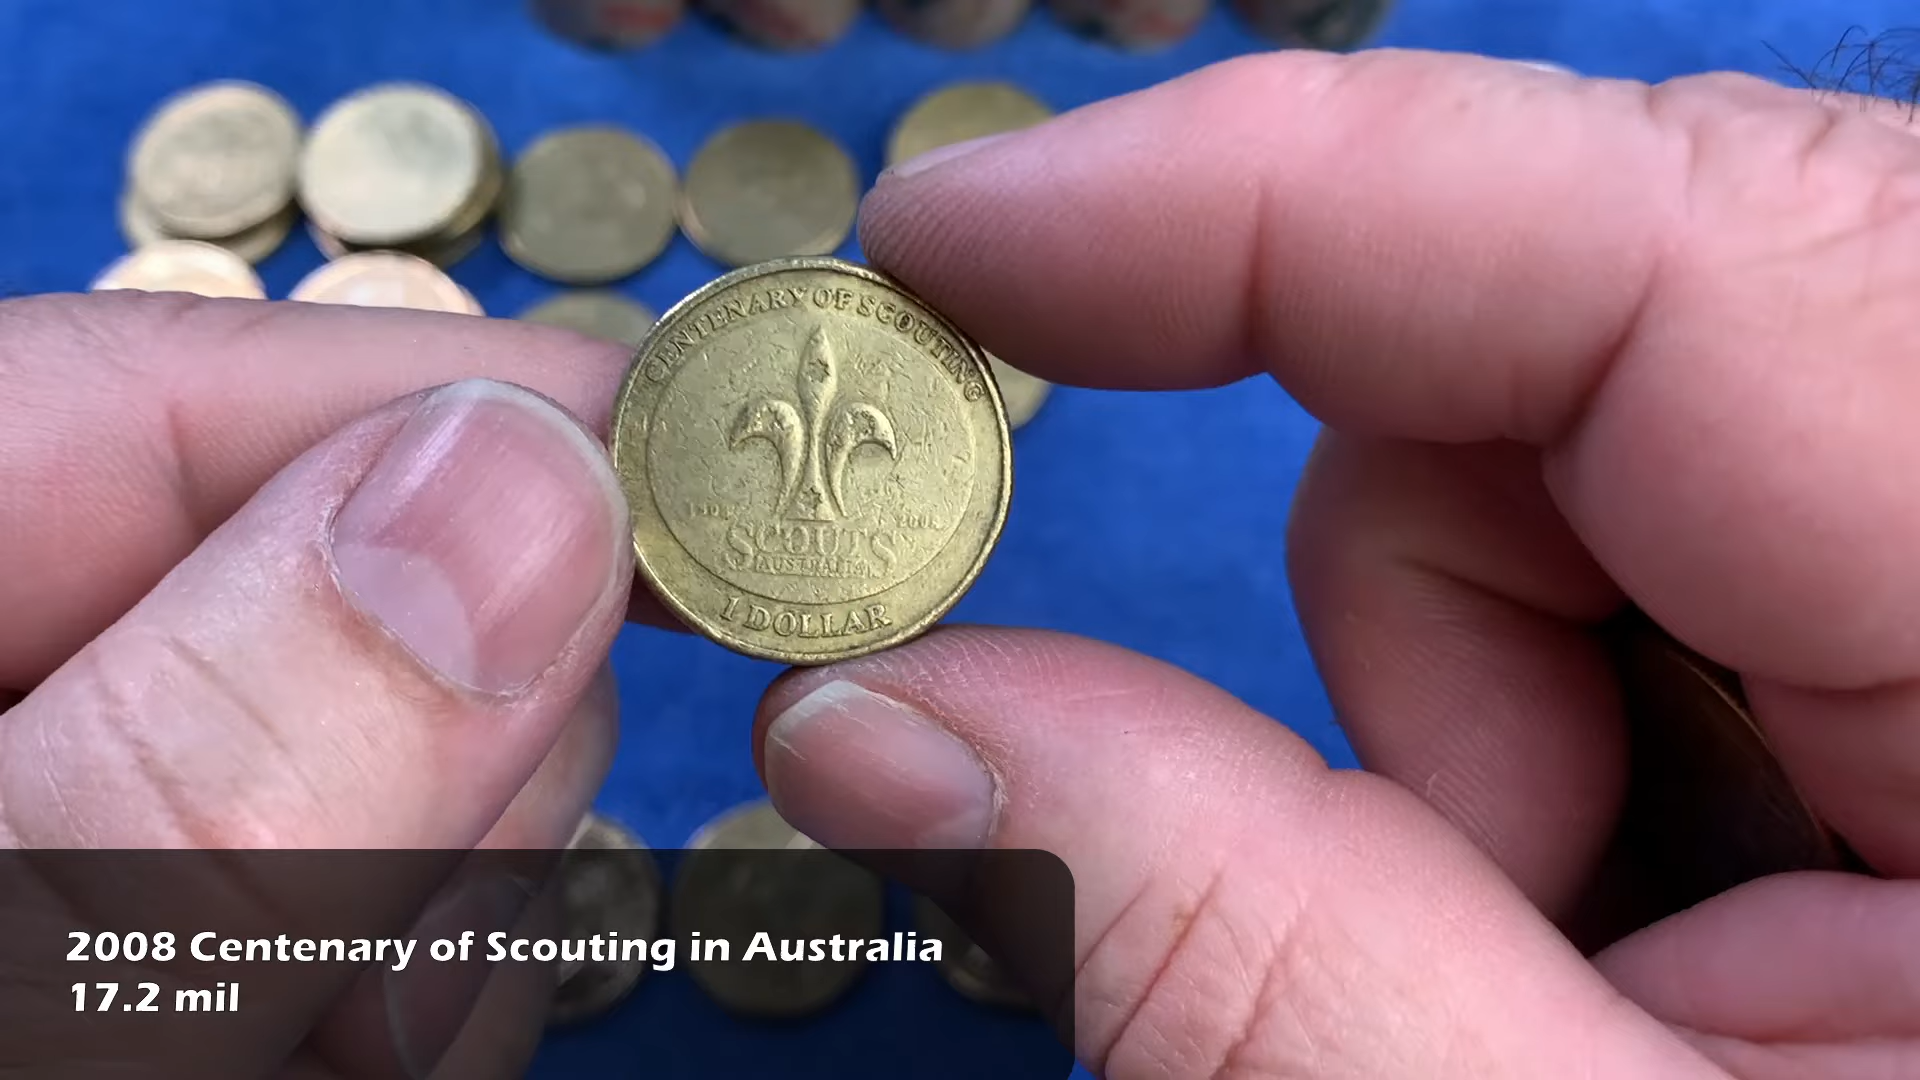 CENTENARY OF SCOUTING
SCOUTS
AUSTRALIA
1 DOLLAR
2008 Centenary of Scouting in Australia
17.2 mil